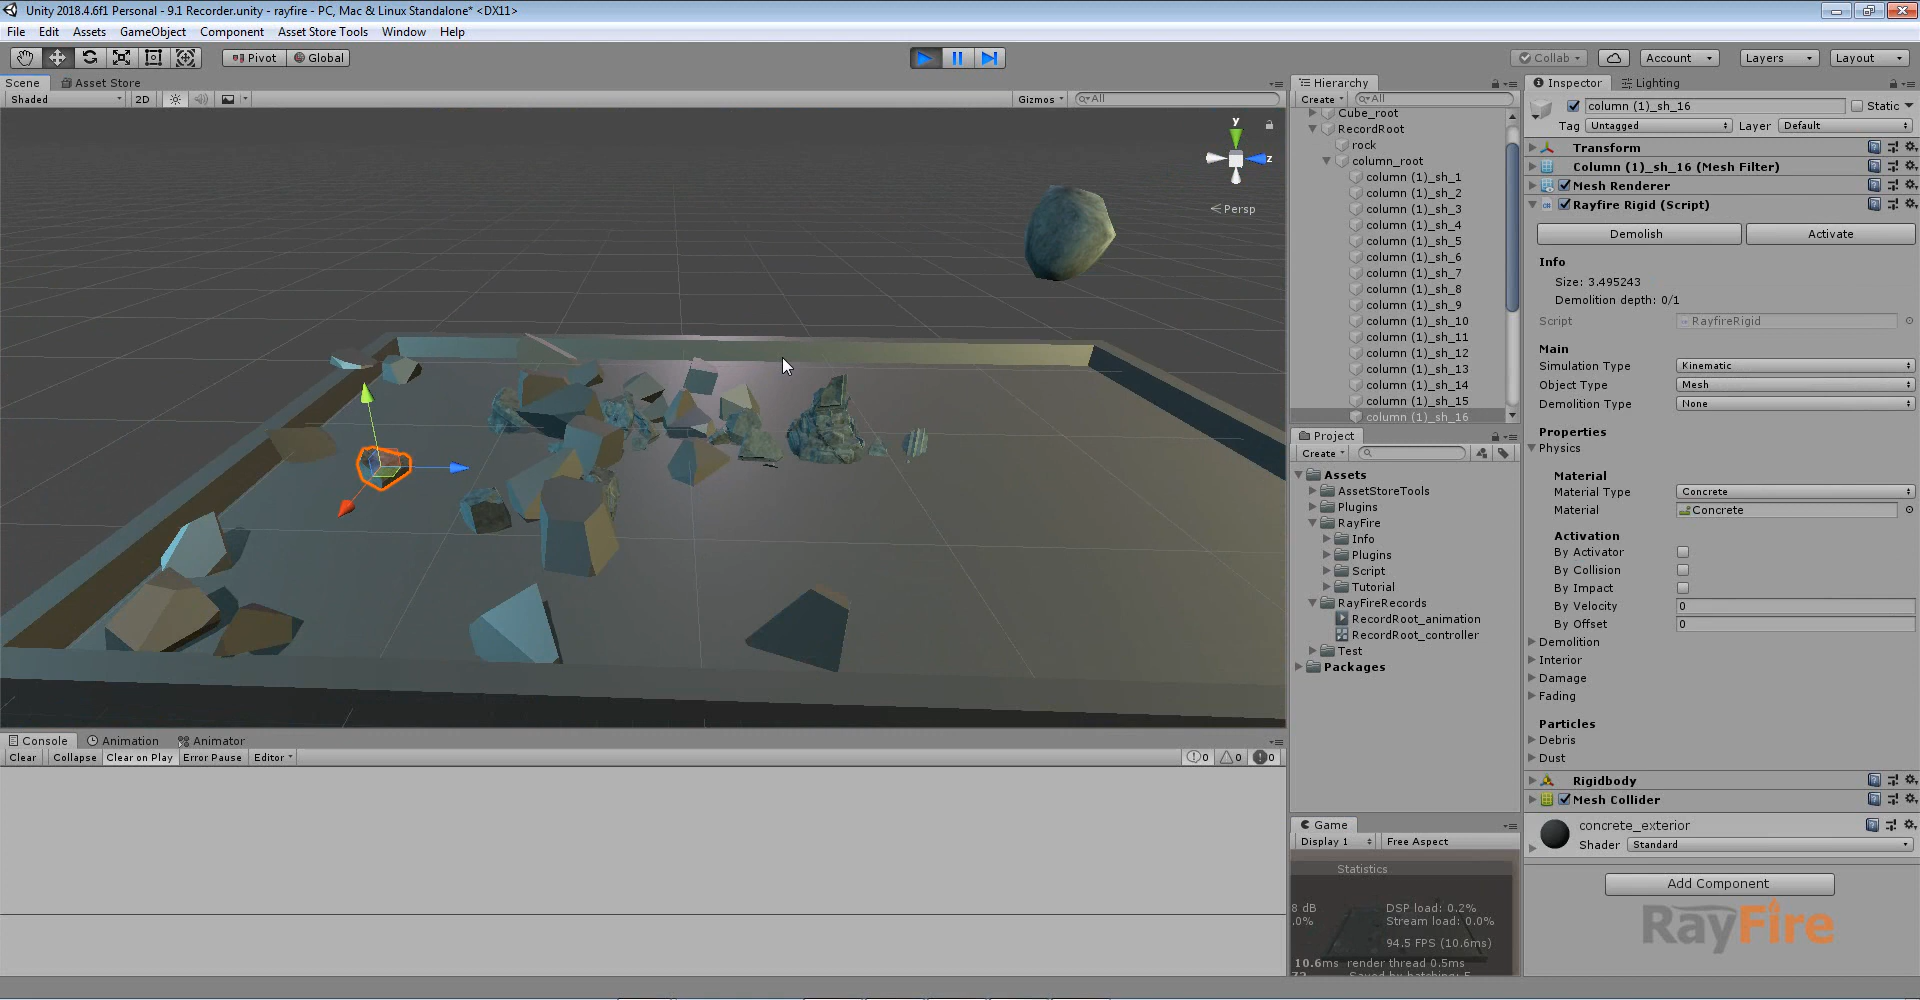 Unity 2018.4.6f1 Personal - 9.1 Recorder.unity - rayfire - PC, Mac & Linux Standalone* <DX11>
File Edit Assets GameObject Component Asset Store Tools Window Help
Pivot Global Collab Account Layers Layout
Scene Asset Store
Shaded 2D Gizmos All
y
z
Persp
Hierarchy
Create All
Cube_root
RecordRoot
rock
column_root
column (1)_sh_1
column (1)_sh_2
column (1)_sh_3
column (1)_sh_4
column (1)_sh_5
column (1)_sh_6
column (1)_sh_7
column (1)_sh_8
column (1)_sh_9
column (1)_sh_10
column (1)_sh_11
column (1)_sh_12
column (1)_sh_13
column (1)_sh_14
column (1)_sh_15
column (1)_sh_16
Project
Create
Assets
AssetStoreTools
Plugins
RayFire
Info
Plugins
Script
Tutorial
RayFireRecords
RecordRoot_animation
RecordRoot_controller
Test
Packages
Inspector Lighting
column (1)_sh_16 Static
Tag Untagged Layer Default
Transform
Column (1)_sh_16 (Mesh Filter)
Mesh Renderer
Rayfire Rigid (Script)
Demolish Activate
Info
Size: 3.495243
Demolition depth: 0/1
Script RayfireRigid
Main
Simulation Type Kinematic
Object Type Mesh
Demolition Type None
Properties
Physics
Material
Material Type Concrete
Material Concrete
Activation
By Activator
By Collision
By Impact
By Velocity 0
By Offset 0
Demolition
Interior
Damage
Fading
Particles
Debris
Dust
Rigidbody
Mesh Collider
concrete_exterior
Shader Standard
Add Component
RayFire
Console Animation Animator
Clear Collapse Clear on Play Error Pause Editor 0 0 0
Game
Display 1 Free Aspect
Statistics
8 dB DSP load: 0.2%
.0% Stream load: 0.0%
94.5 FPS (10.6ms)
10.6ms render thread 0.5ms